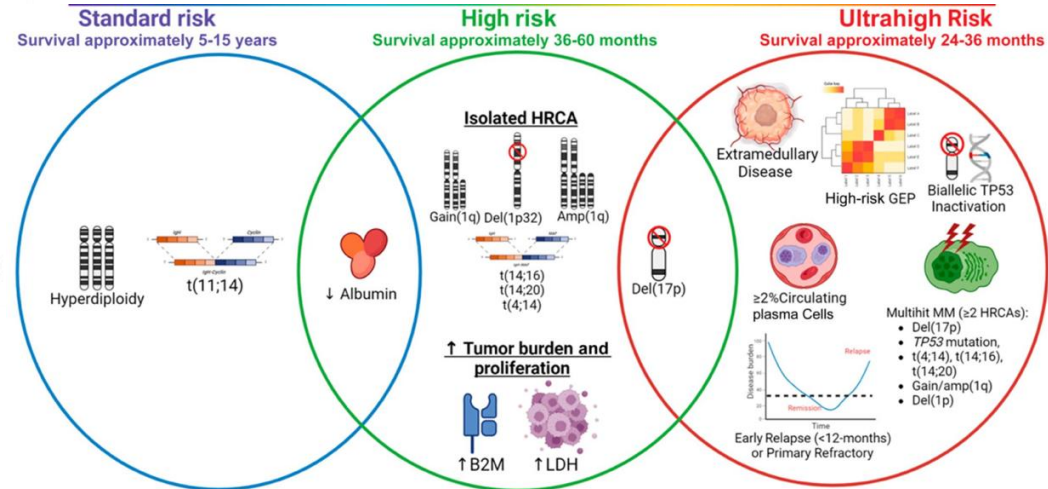 Standard risk
Survival approximately 5-15 years
High risk
Survival approximately 36-60 months
Ultrahigh Risk
Survival approximately 24-36 months
Hyperdiploidy
t(11;14)
↓ Albumin
Isolated HRCA
Gain(1q) Del(1p32) Amp(1q)
t(14;16)
t(14;20)
t(4;14)
↑ Tumor burden and
proliferation
↑B2M
↑LDH
Del(17p)
Extramedullary
Disease
High-risk GEP
Biallelic TP53
Inactivation
≥2%Circulating
plasma Cells
Multihit MM (≥2 HRCAs):
• Del(17p)
• TP53 mutation,
• t(4;14), t(14;16),
t(14;20)
• Gain/amp(1q)
• Del(1p)
Disease burden
Relapse
Remission
Time
Early Relapse (<12-months)
or Primary Refractory